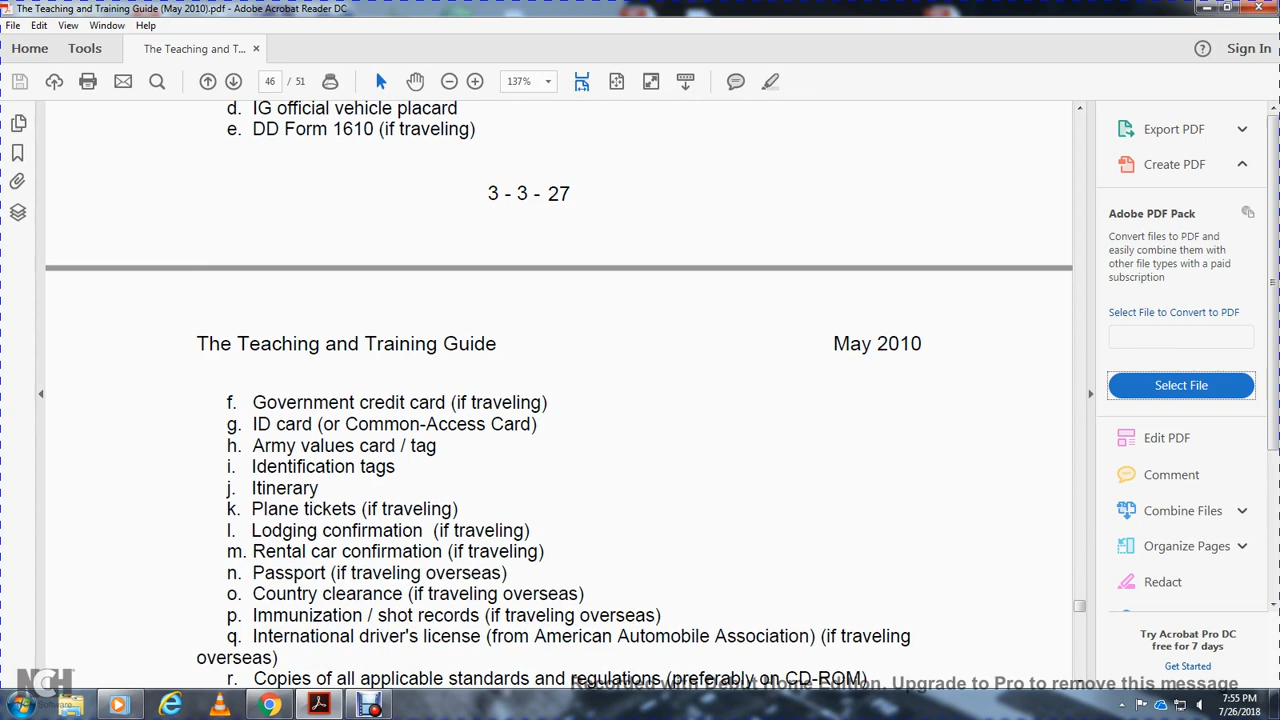 The Teaching and Training Guide (May 2010).pdf - Adobe Acrobat Reader DC
File Edit View Window Help
Home Tools The Teaching and T... × Sign In
46 / 51 137%
d. IG official vehicle placard
e. DD Form 1610 (if traveling)
3 - 3 - 27
The Teaching and Training Guide May 2010
f. Government credit card (if traveling)
g. ID card (or Common-Access Card)
h. Army values card / tag
i. Identification tags
j. Itinerary
k. Plane tickets (if traveling)
l. Lodging confirmation (if traveling)
m. Rental car confirmation (if traveling)
n. Passport (if traveling overseas)
o. Country clearance (if traveling overseas)
p. Immunization / shot records (if traveling overseas)
q. International driver's license (from American Automobile Association) (if traveling
overseas)
r. Copies of all applicable standards and regulations (preferably on CD-ROM)
Export PDF
Create PDF
Adobe PDF Pack
Convert files to PDF and
easily combine them with
other file types with a paid
subscription
Select File to Convert to PDF
Select File
Edit PDF
Comment
Combine Files
Organize Pages
Redact
Try Acrobat Pro DC
free for 7 days
Get Started
NCH
Software
Upgrade to Pro to remove this message
7:55 PM
7/26/2018